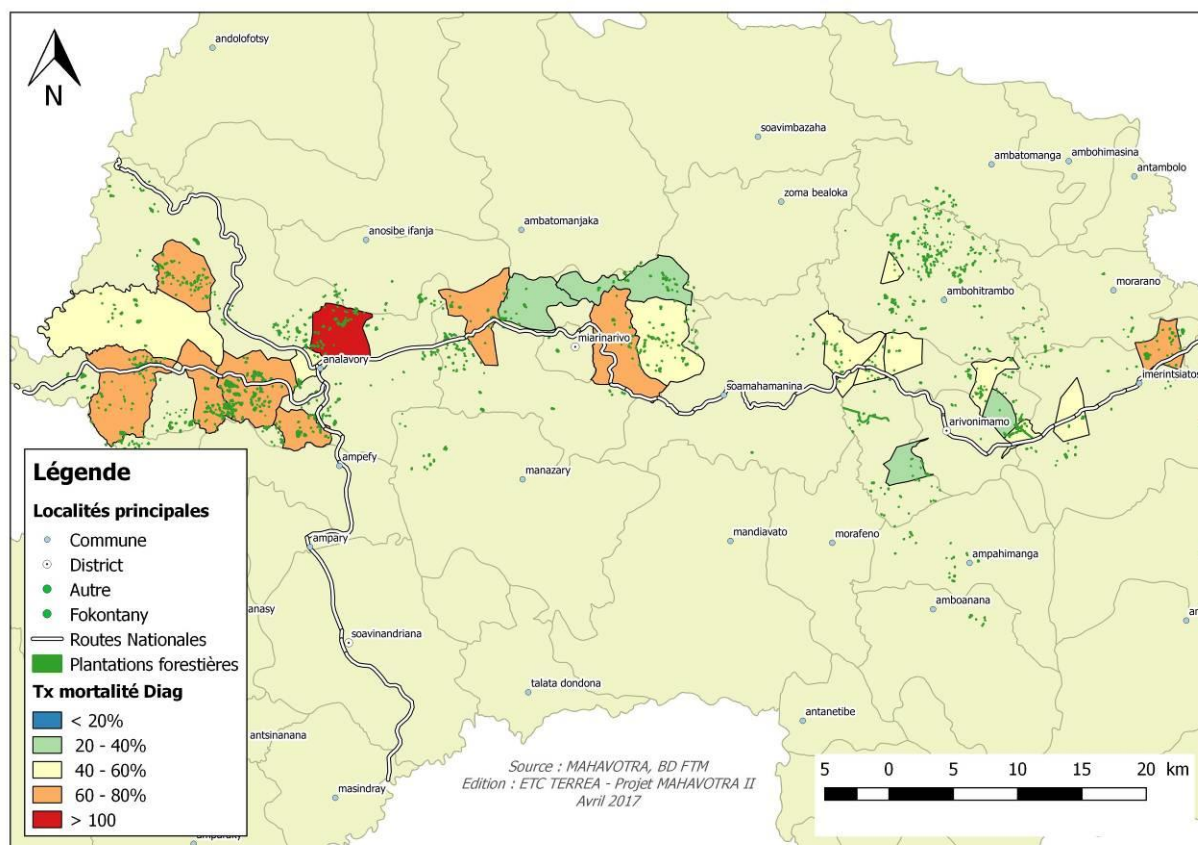 N
andolofotsy
soavimbazaha
ambatomanga
ambohimasina
antambolo
zoma bealoka
anosibe ifanja
ambatomanjaka
morarano
ambohitrambo
miarinarivo
analavory
imerintsiatos
soamahamanina
arivonimamo
ampefy
manazary
mandiavato
morafeno
ampary
ampahimanga
anasy
amboanana
soavinandriana
talata dondona
antanetibe
antsinanana
masindray
Légende
Localités principales
Commune
District
Autre
Fokontany
Routes Nationales
Plantations forestières
Tx mortalité Diag
< 20%
20 - 40%
40 - 60%
60 - 80%
> 100
Source : MAHAVOTRA, BD FTM
Edition : ETC TERREA - Projet MAHAVOTRA II
Avril 2017
5 0 5 10 15 20 km